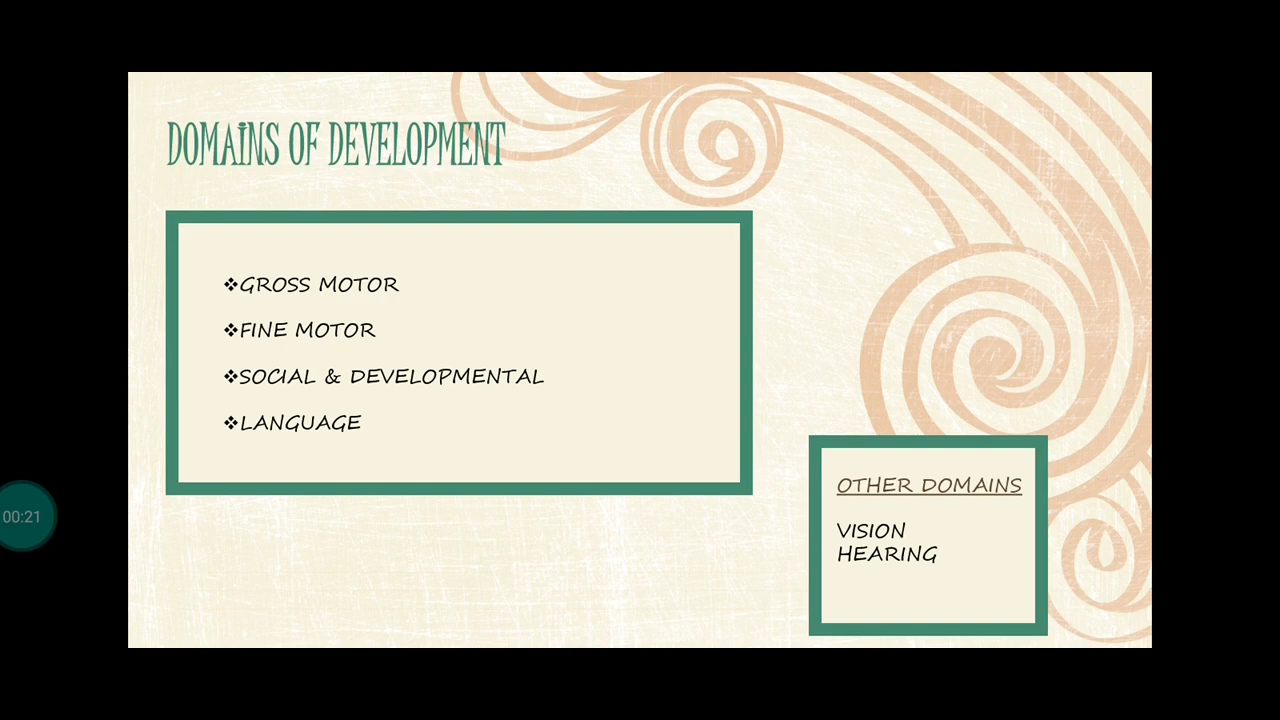 DOMAINS OF DEVELOPMENT
❖GROSS MOTOR
❖FINE MOTOR
❖SOCIAL & DEVELOPMENTAL
❖LANGUAGE
OTHER DOMAINS
VISION
HEARING
00:21